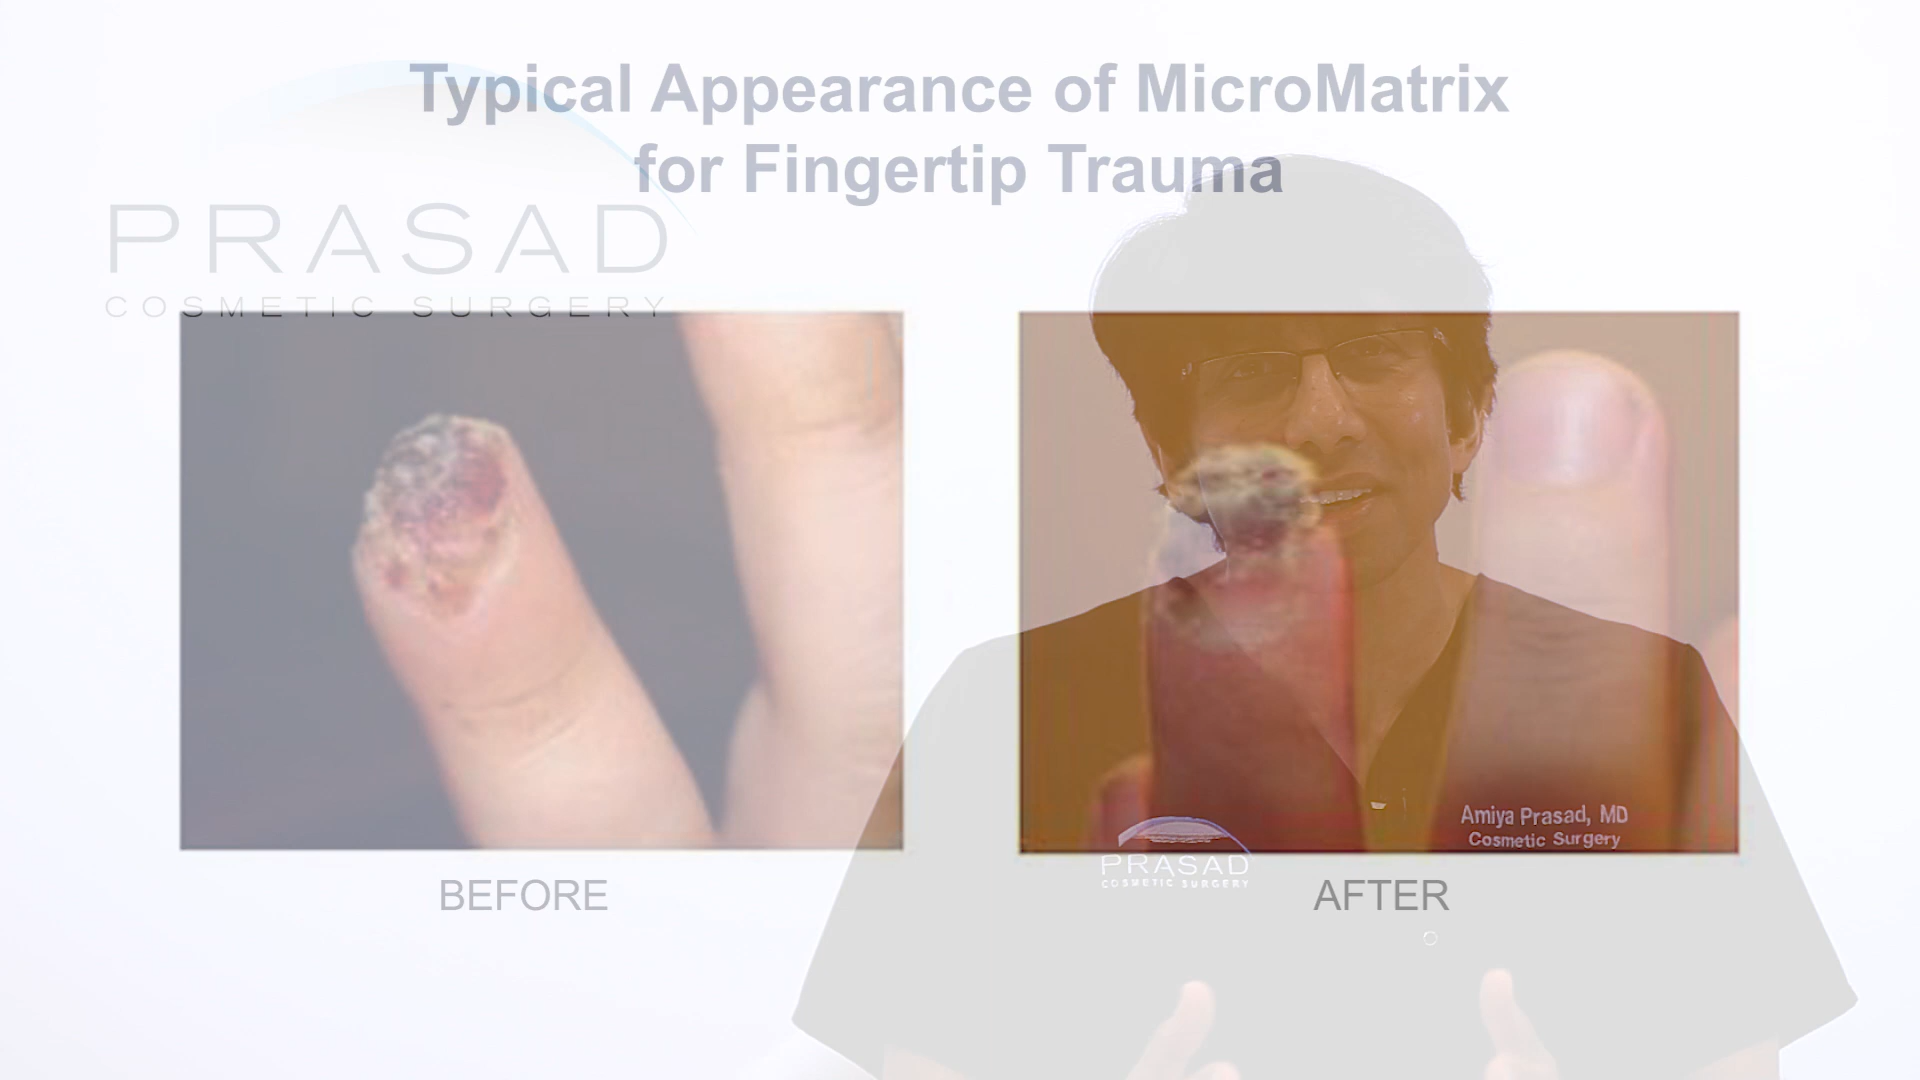 Typical Appearance of MicroMatrix
for Fingertip Trauma
PRASAD
COSMETIC SURGERY
Amiya Prasad, MD
Cosmetic Surgery
PRASAD
COSMETIC SURGERY
BEFORE
AFTER